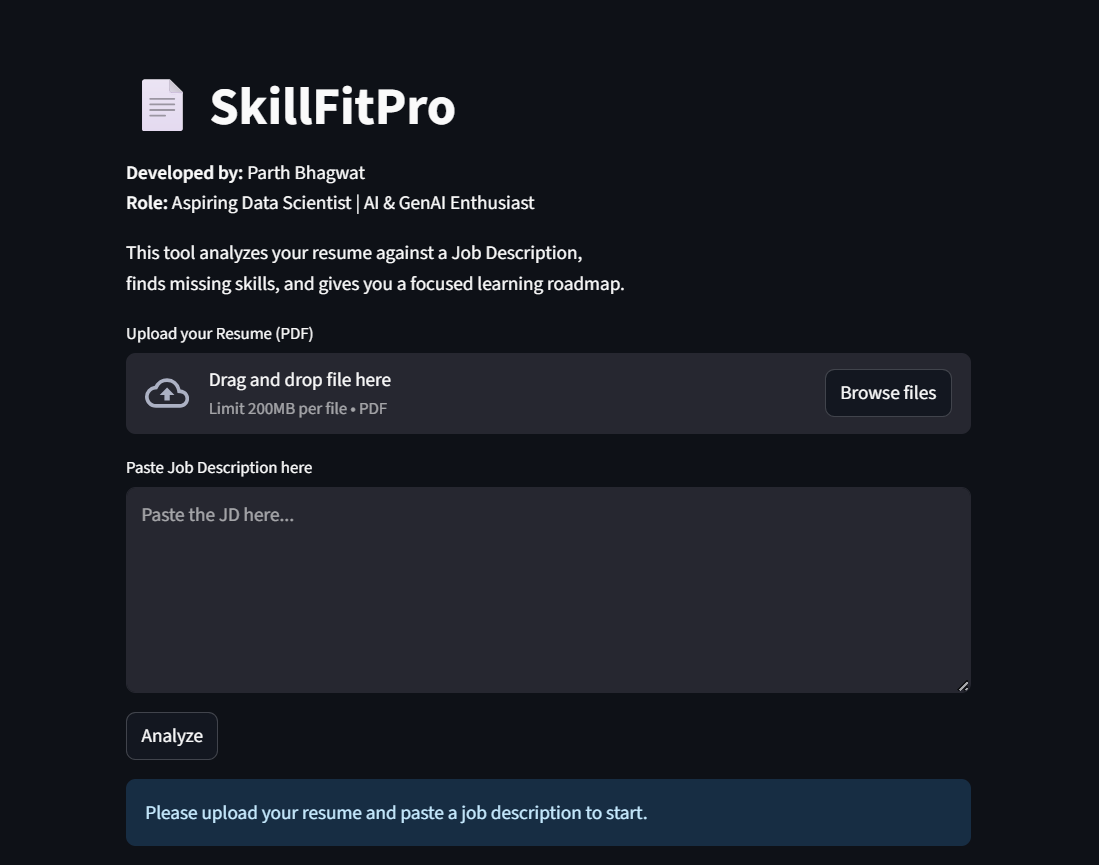 SkillFitPro
Developed by: Parth Bhagwat
Role: Aspiring Data Scientist | AI & GenAI Enthusiast
This tool analyzes your resume against a Job Description,
finds missing skills, and gives you a focused learning roadmap.
Upload your Resume (PDF)
Drag and drop file here
Limit 200MB per file • PDF
Browse files
Paste Job Description here
Paste the JD here...
Analyze
Please upload your resume and paste a job description to start.